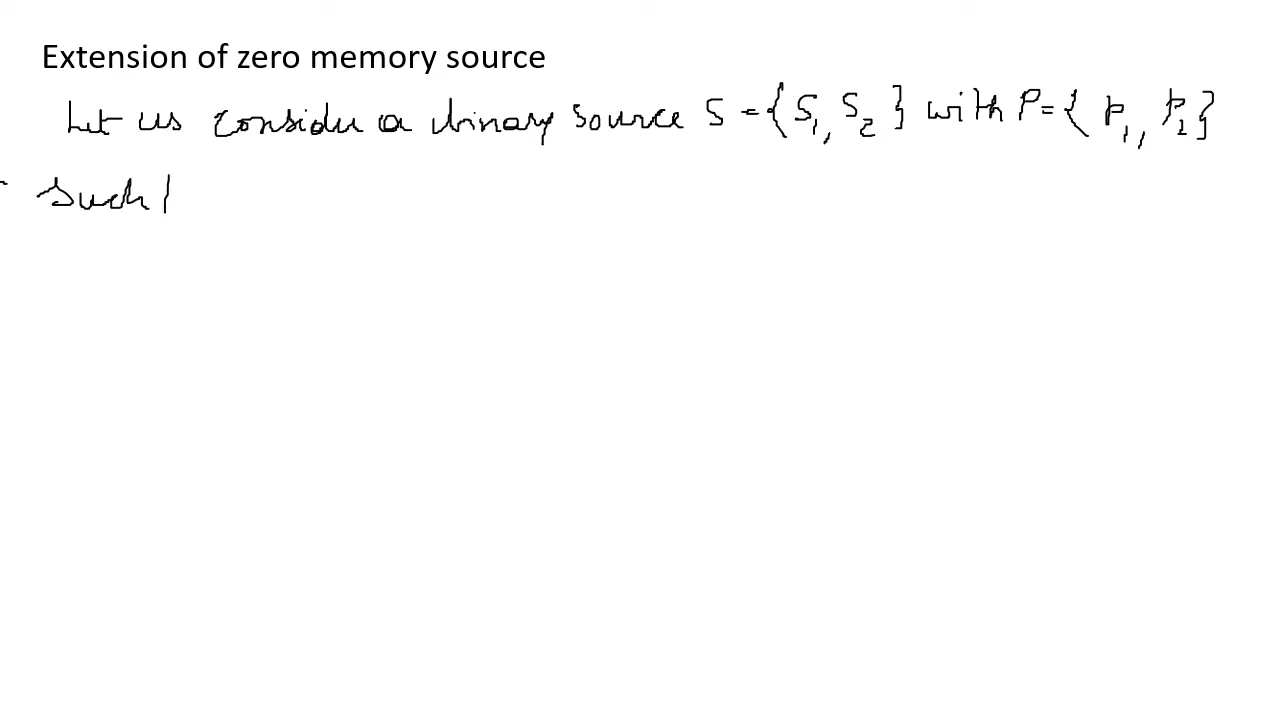 Extension of zero memory source
Let us consider a binary source S = {S₁, S₂} with P = {P₁, P₂}
Such